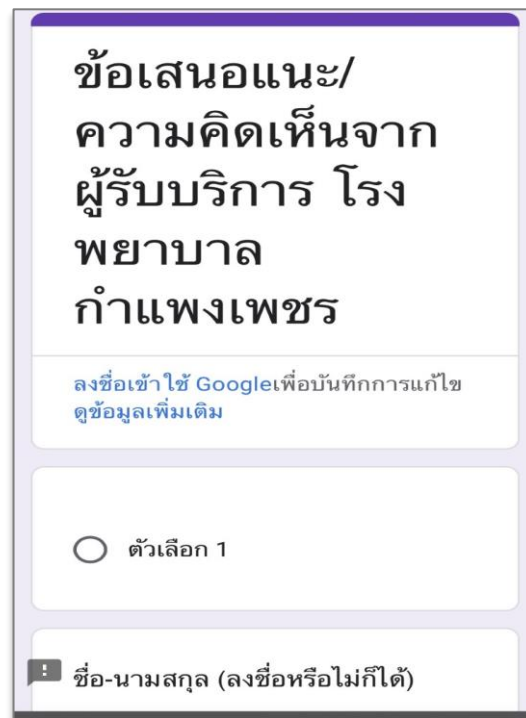 ข้อเสนอแนะ/
ความคิดเห็นจาก
ผู้รับบริการ โรง
พยาบาล
กำแพงเพชร
ลงชื่อเข้าใช้ Googleเพื่อบันทึกการแก้ไข
ดูข้อมูลเพิ่มเติม
ตัวเลือก 1
ชื่อ-นามสกุล (ลงชื่อหรือไม่ก็ได้)